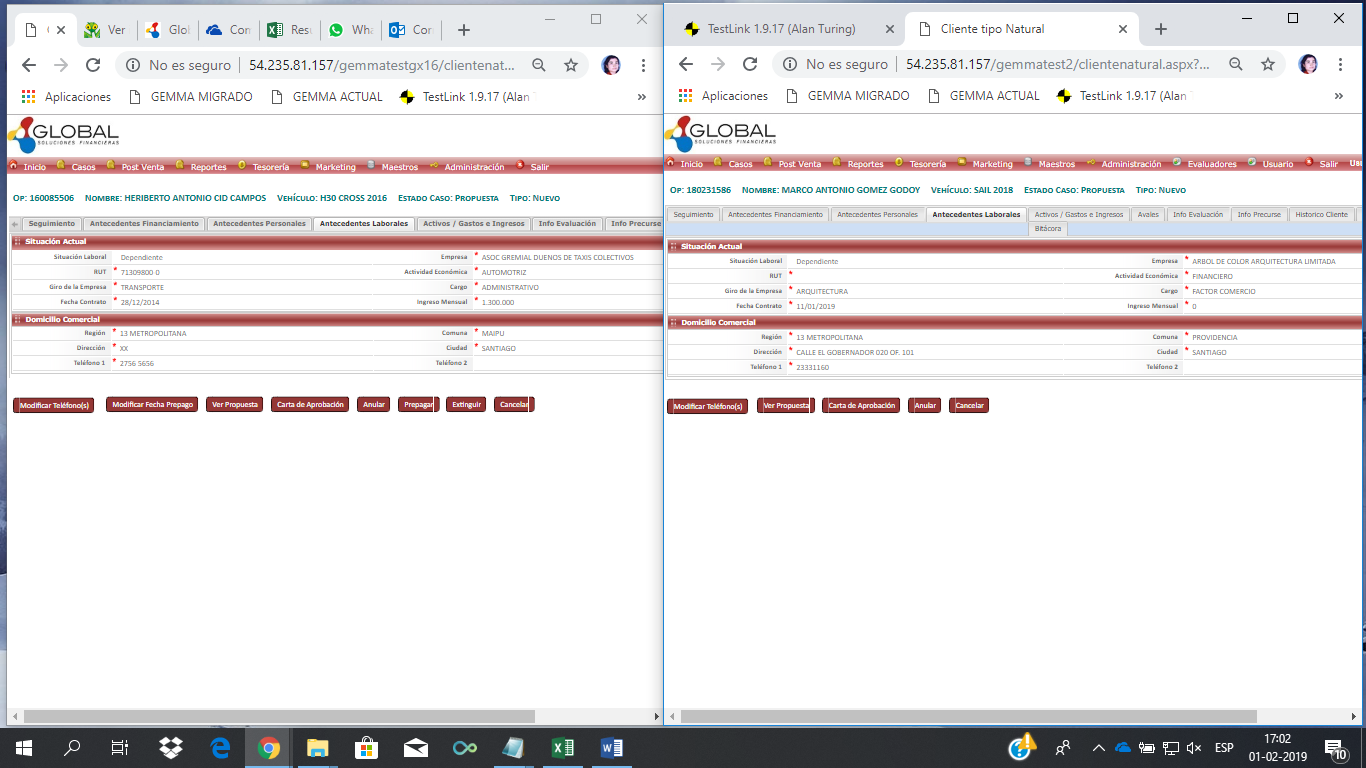 Ver
Glo
Con
Resu
Wha
Cor
No es seguro 54.235.81.157/gemmatestgx16/clientenat...
Aplicaciones GEMMA MIGRADO GEMMA ACTUAL TestLink 1.9.17 (Alan »
GLOBAL
SOLUCIONES FINANCIERAS
Inicio Casos Post Venta Reportes Tesorería Marketing Maestros Administración Salir
Op: 160085506 Nombre: HERIBERTO ANTONIO CID CAMPOS Vehículo: H30 CROSS 2016 Estado Caso: Propuesta Tipo: Nuevo
Seguimiento Antecedentes Financiamiento Antecedentes Personales Antecedentes Laborales Activos / Gastos e Ingresos Info Evaluación Info Precurse
Situación Actual
Situación Laboral Dependiente Empresa * ASOC GREMIAL DUENOS DE TAXIS COLECTIVOS
RUT * 71309800 0 Actividad Económica * AUTOMOTRIZ
Giro de la Empresa * TRANSPORTE Cargo * ADMINISTRATIVO
Fecha Contrato * 28/12/2014 Ingreso Mensual * 1.300.000
Domicilio Comercial
Región * 13 METROPOLITANA Comuna * MAIPU
Dirección * XX Ciudad * SANTIAGO
Teléfono 1 * 2756 5656 Teléfono 2
Modificar Teléfono(s) Modificar Fecha Prepago Ver Propuesta Carta de Aprobación Anular Prepagar Extinguir Cancelar
TestLink 1.9.17 (Alan Turing) Cliente tipo Natural
No es seguro 54.235.81.157/gemmatest2/clientenatural.aspx?...
Aplicaciones GEMMA MIGRADO GEMMA ACTUAL TestLink 1.9.17 (Alan »
GLOBAL
SOLUCIONES FINANCIERAS
Inicio Casos Post Venta Reportes Tesorería Marketing Maestros Administración Evaluadores Usuario Salir
Op: 180231586 Nombre: MARCO ANTONIO GOMEZ GODOY Vehículo: SAIL 2018 Estado Caso: Propuesta Tipo: Nuevo
Seguimiento Antecedentes Financiamiento Antecedentes Personales Antecedentes Laborales Activos / Gastos e Ingresos Avales Info Evaluación Info Precurse Historico Cliente
Bitácora
Situación Actual
Situación Laboral Dependiente Empresa * ARBOL DE COLOR ARQUITECTURA LIMITADA
RUT * Actividad Económica * FINANCIERO
Giro de la Empresa * ARQUITECTURA Cargo * FACTOR COMERCIO
Fecha Contrato * 11/01/2019 Ingreso Mensual * 0
Domicilio Comercial
Región * 13 METROPOLITANA Comuna * PROVIDENCIA
Dirección * CALLE EL GOBERNADOR 020 OF. 101 Ciudad * SANTIAGO
Teléfono 1 * 23331160 Teléfono 2
Modificar Teléfono(s) Ver Propuesta Carta de Aprobación Anular Cancelar
ESP
17:02
01-02-2019
10